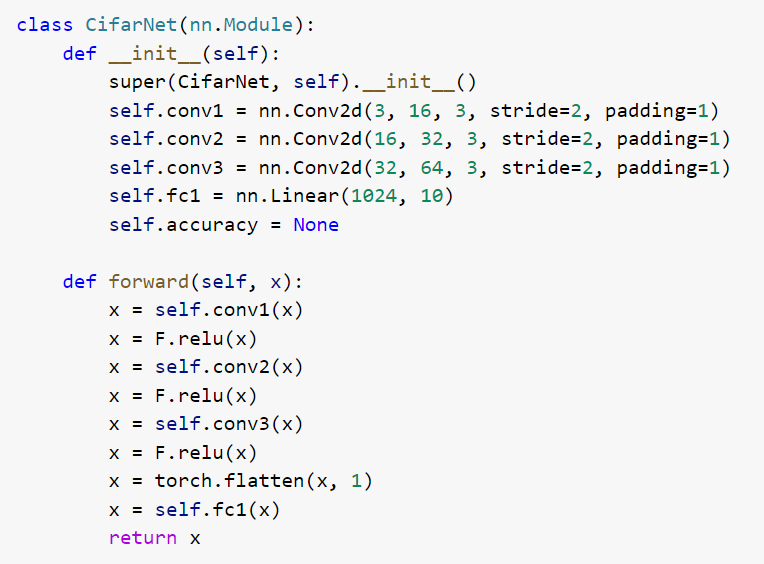 class CifarNet(nn.Module):
    def __init__(self):
        super(CifarNet, self).__init__()
        self.conv1 = nn.Conv2d(3, 16, 3, stride=2, padding=1)
        self.conv2 = nn.Conv2d(16, 32, 3, stride=2, padding=1)
        self.conv3 = nn.Conv2d(32, 64, 3, stride=2, padding=1)
        self.fc1 = nn.Linear(1024, 10)
        self.accuracy = None

    def forward(self, x):
        x = self.conv1(x)
        x = F.relu(x)
        x = self.conv2(x)
        x = F.relu(x)
        x = self.conv3(x)
        x = F.relu(x)
        x = torch.flatten(x, 1)
        x = self.fc1(x)
        return x